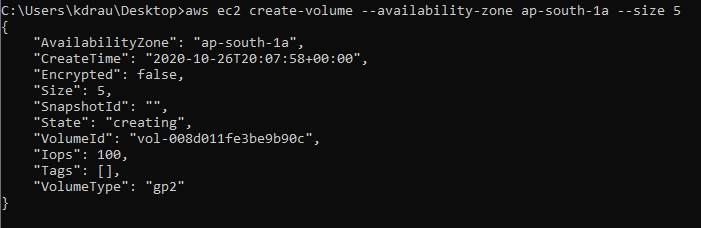 C:\Users\kdrau\Desktop>aws ec2 create-volume --availability-zone ap-south-1a --size 5
{
    "AvailabilityZone": "ap-south-1a",
    "CreateTime": "2020-10-26T20:07:58+00:00",
    "Encrypted": false,
    "Size": 5,
    "SnapshotId": "",
    "State": "creating",
    "VolumeId": "vol-008d011fe3be9b90c",
    "Iops": 100,
    "Tags": [],
    "VolumeType": "gp2"
}